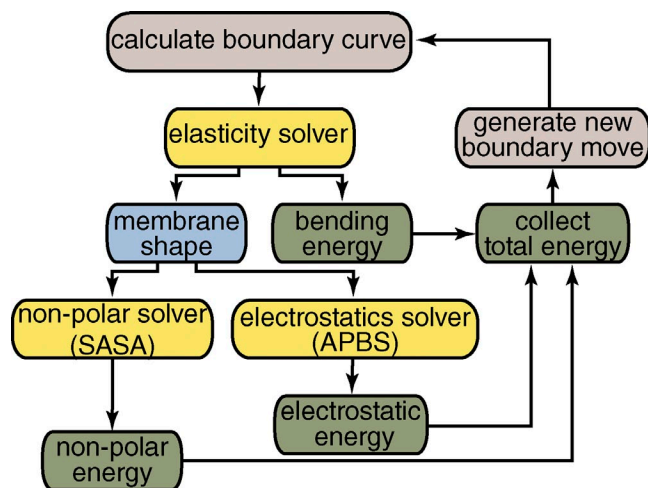 calculate boundary curve
elasticity solver
generate new
boundary move
membrane
shape
bending
energy
collect
total energy
non-polar solver
(SASA)
electrostatics solver
(APBS)
electrostatic
energy
non-polar
energy